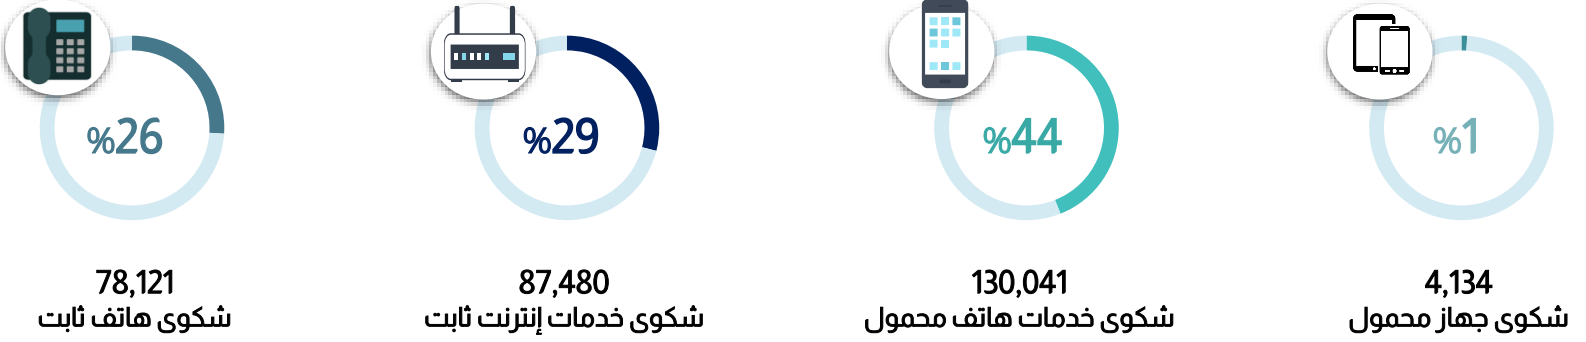 %1
4,134
شكوى جهاز محمول
%44
130,041
شكوى خدمات هاتف محمول
%29
87,480
شكوى خدمات إنترنت ثابت
%26
78,121
شكوى هاتف ثابت